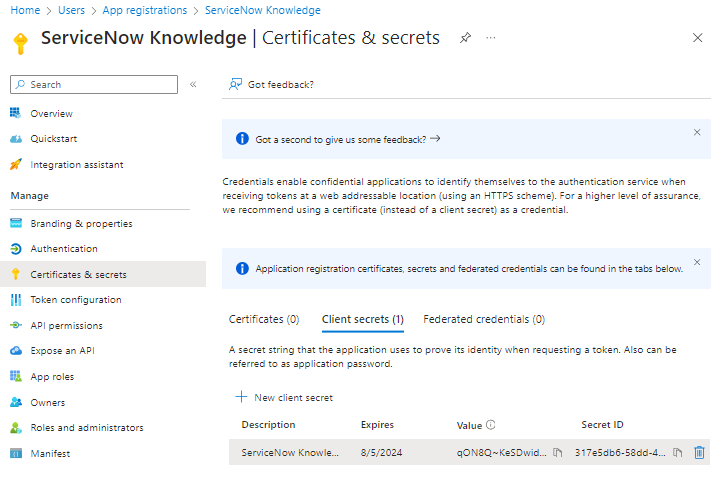 Home > Users > App registrations > ServiceNow Knowledge
ServiceNow Knowledge | Certificates & secrets
Search
Got feedback?
Overview
Quickstart
Integration assistant
Manage
Branding & properties
Authentication
Certificates & secrets
Token configuration
API permissions
Expose an API
App roles
Owners
Roles and administrators
Manifest
Got a second to give us some feedback?
Credentials enable confidential applications to identify themselves to the authentication service when
receiving tokens at a web addressable location (using an HTTPS scheme). For a higher level of assurance,
we recommend using a certificate (instead of a client secret) as a credential.
Application registration certificates, secrets and federated credentials can be found in the tabs below.
Certificates (0) Client secrets (1) Federated credentials (0)
A secret string that the application uses to prove its identity when requesting a token. Also can be
referred to as application password.
New client secret
Description Expires Value Secret ID
ServiceNow Knowle... 8/5/2024 qON8Q~KeSDwid... 317e5db6-58dd-4...